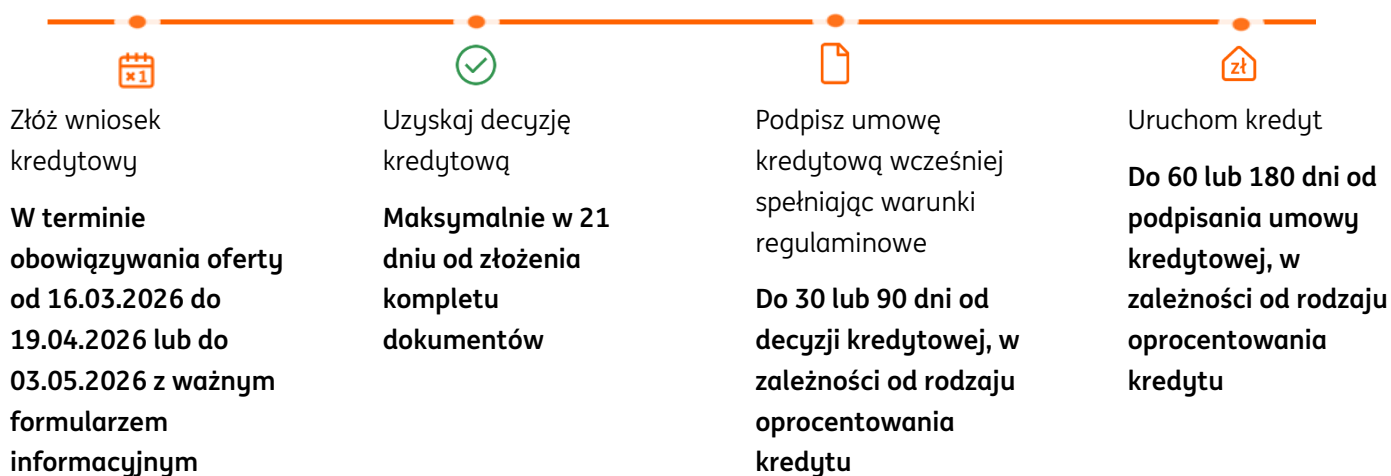 Złóż wniosek
kredytowy
W terminie
obowiązywania oferty
od 16.03.2026 do
19.04.2026 lub do
03.05.2026 z ważnym
formularzem
informacyjnym
Uzyskaj decyzję
kredytową
Maksymalnie w 21
dniu od złożenia
kompletu
dokumentów
Podpisz umowę
kredytową wcześniej
spełniając warunki
regulaminowe
Do 30 lub 90 dni od
decyzji kredytowej, w
zależności od rodzaju
oprocentowania
kredytu
zł
Uruchom kredyt
Do 60 lub 180 dni od
podpisania umowy
kredytowej, w
zależności od rodzaju
oprocentowania
kredytu